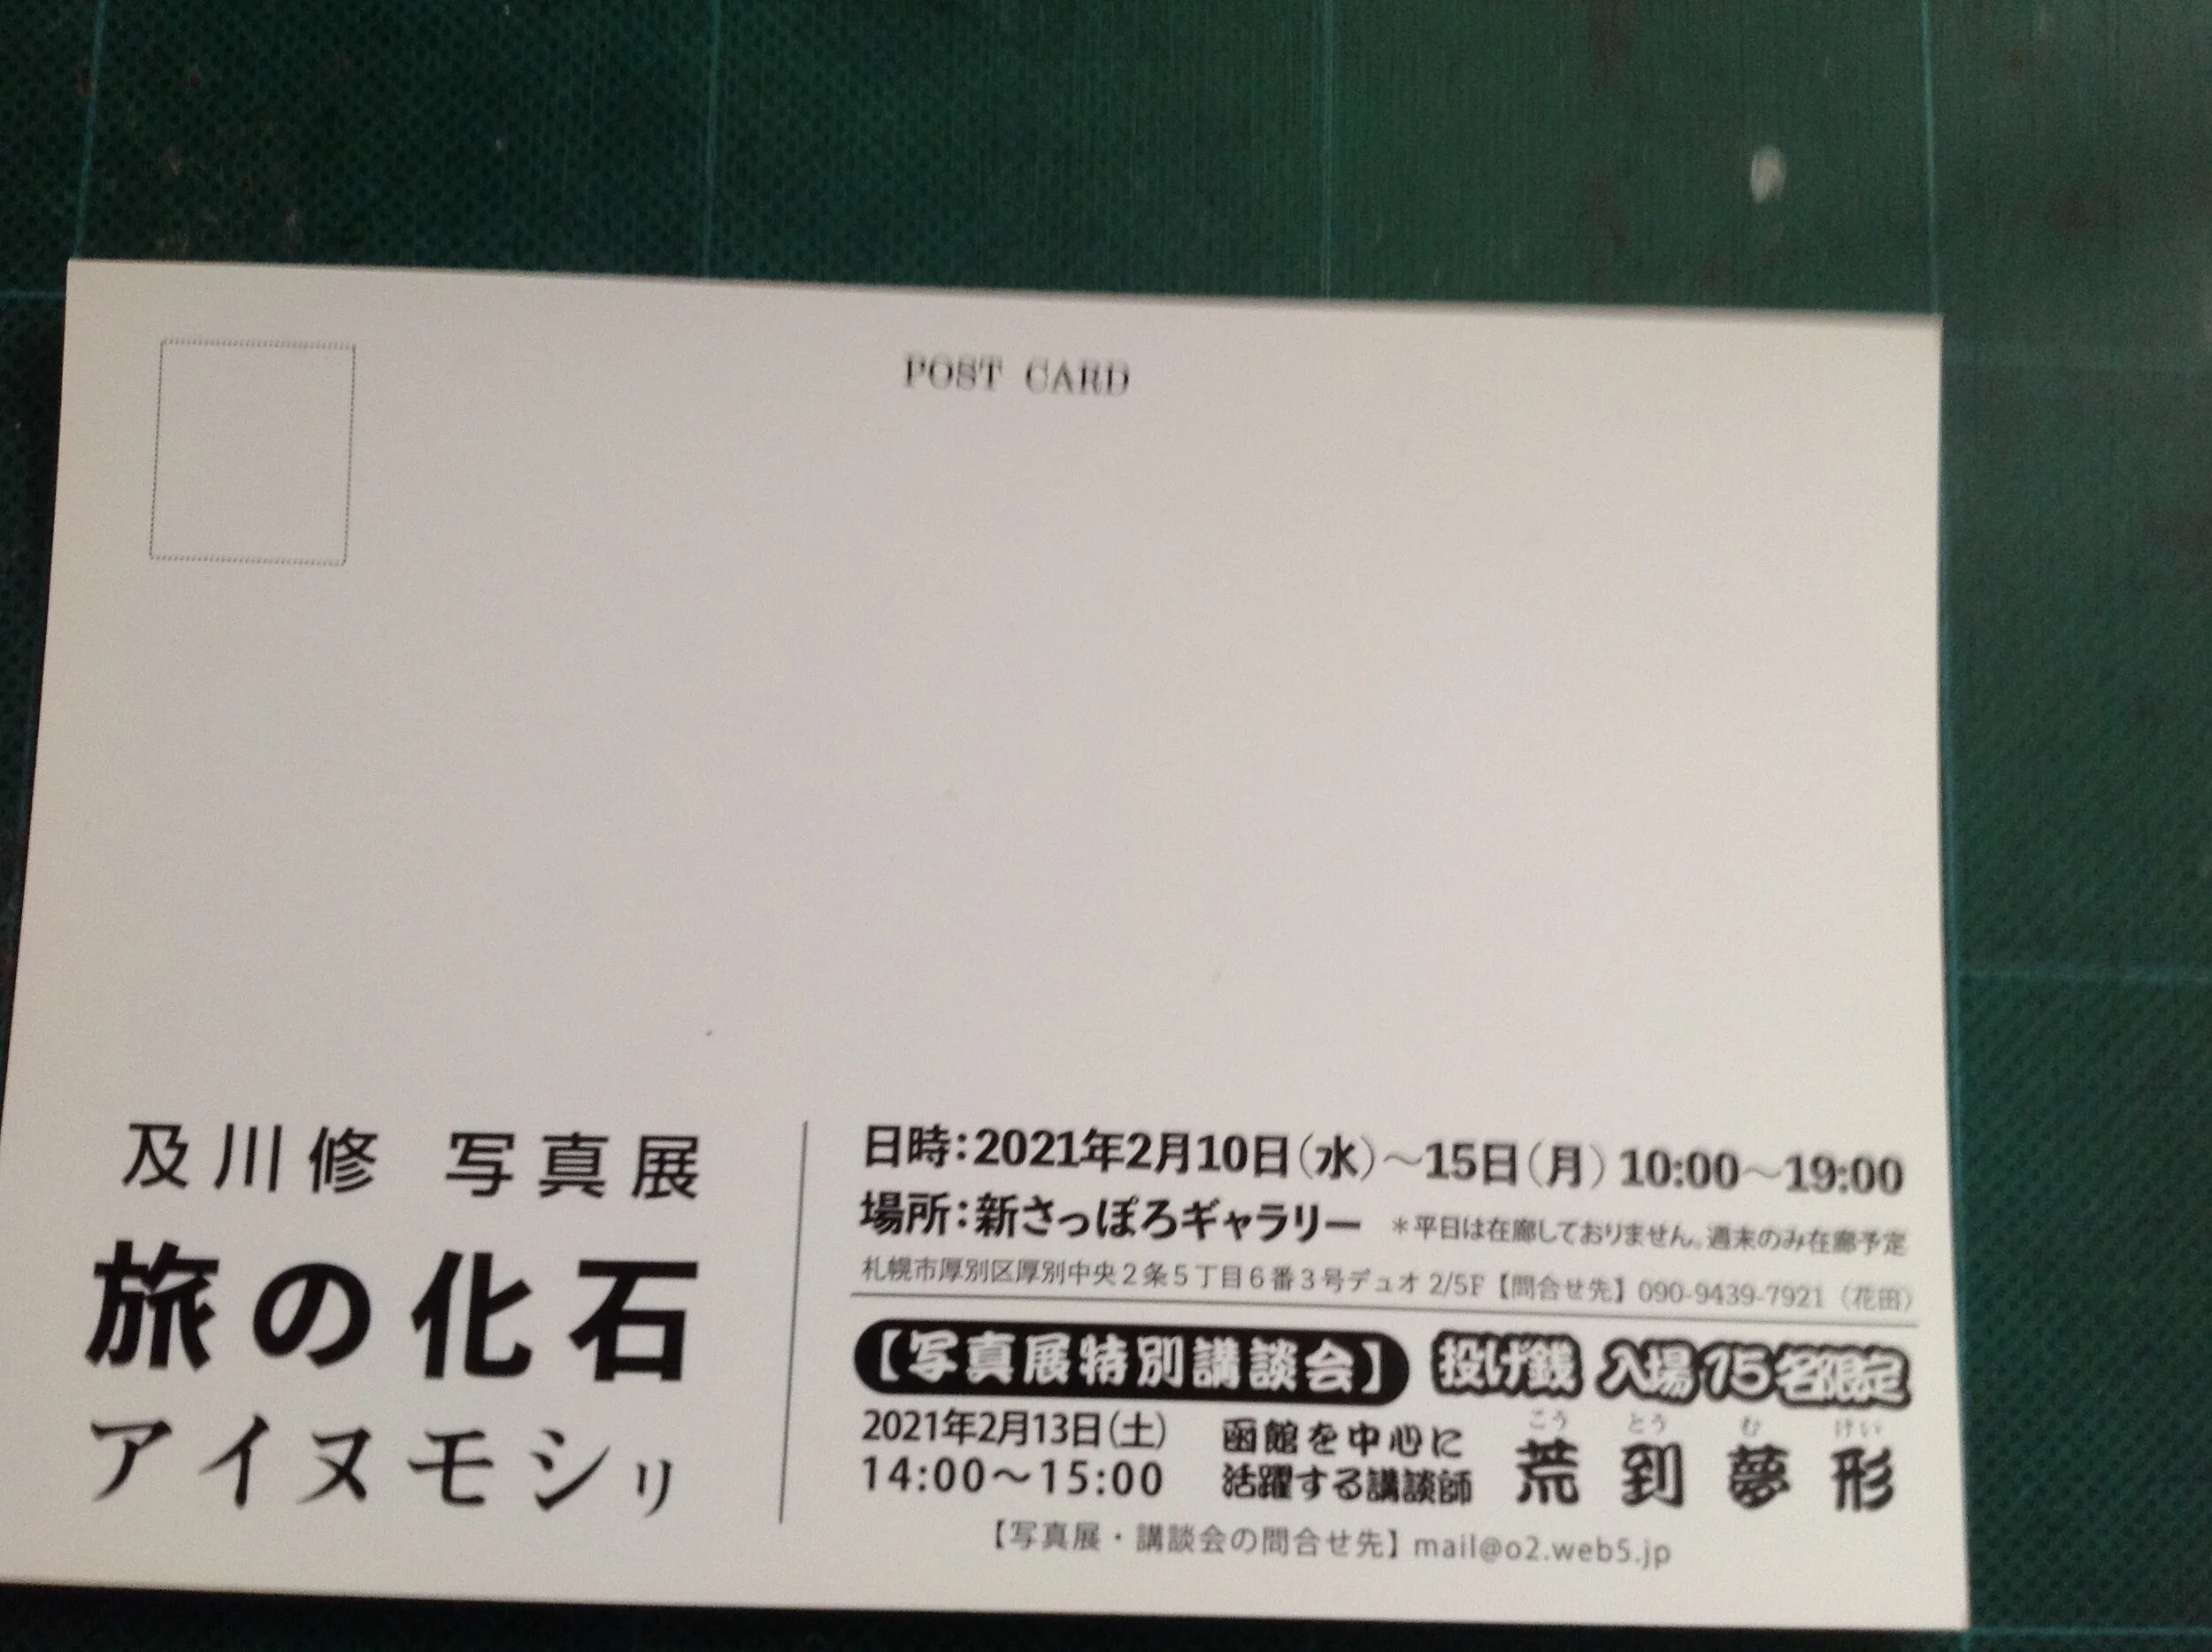 POST CARD
及川修 写真展
旅の化石
アイヌモシㇼ
日時：2021年2月10日（水）～15日（月）10:00～19:00
場所：新さっぽろギャラリー ＊平日は在廊しておりません。週末のみ在廊予定
札幌市厚別区厚別中央２条５丁目６番３号デュオ 2/5F【問合せ先】090-9439-7921（花田）
【写真展特別講談会】 投げ銭 入場15名限定
2021年2月13日（土）
14:00～15:00
函館を中心に
活躍する講談師
こう とう む けい
荒到夢形
【写真展・講談会の問合せ先】mail@o2.web5.jp